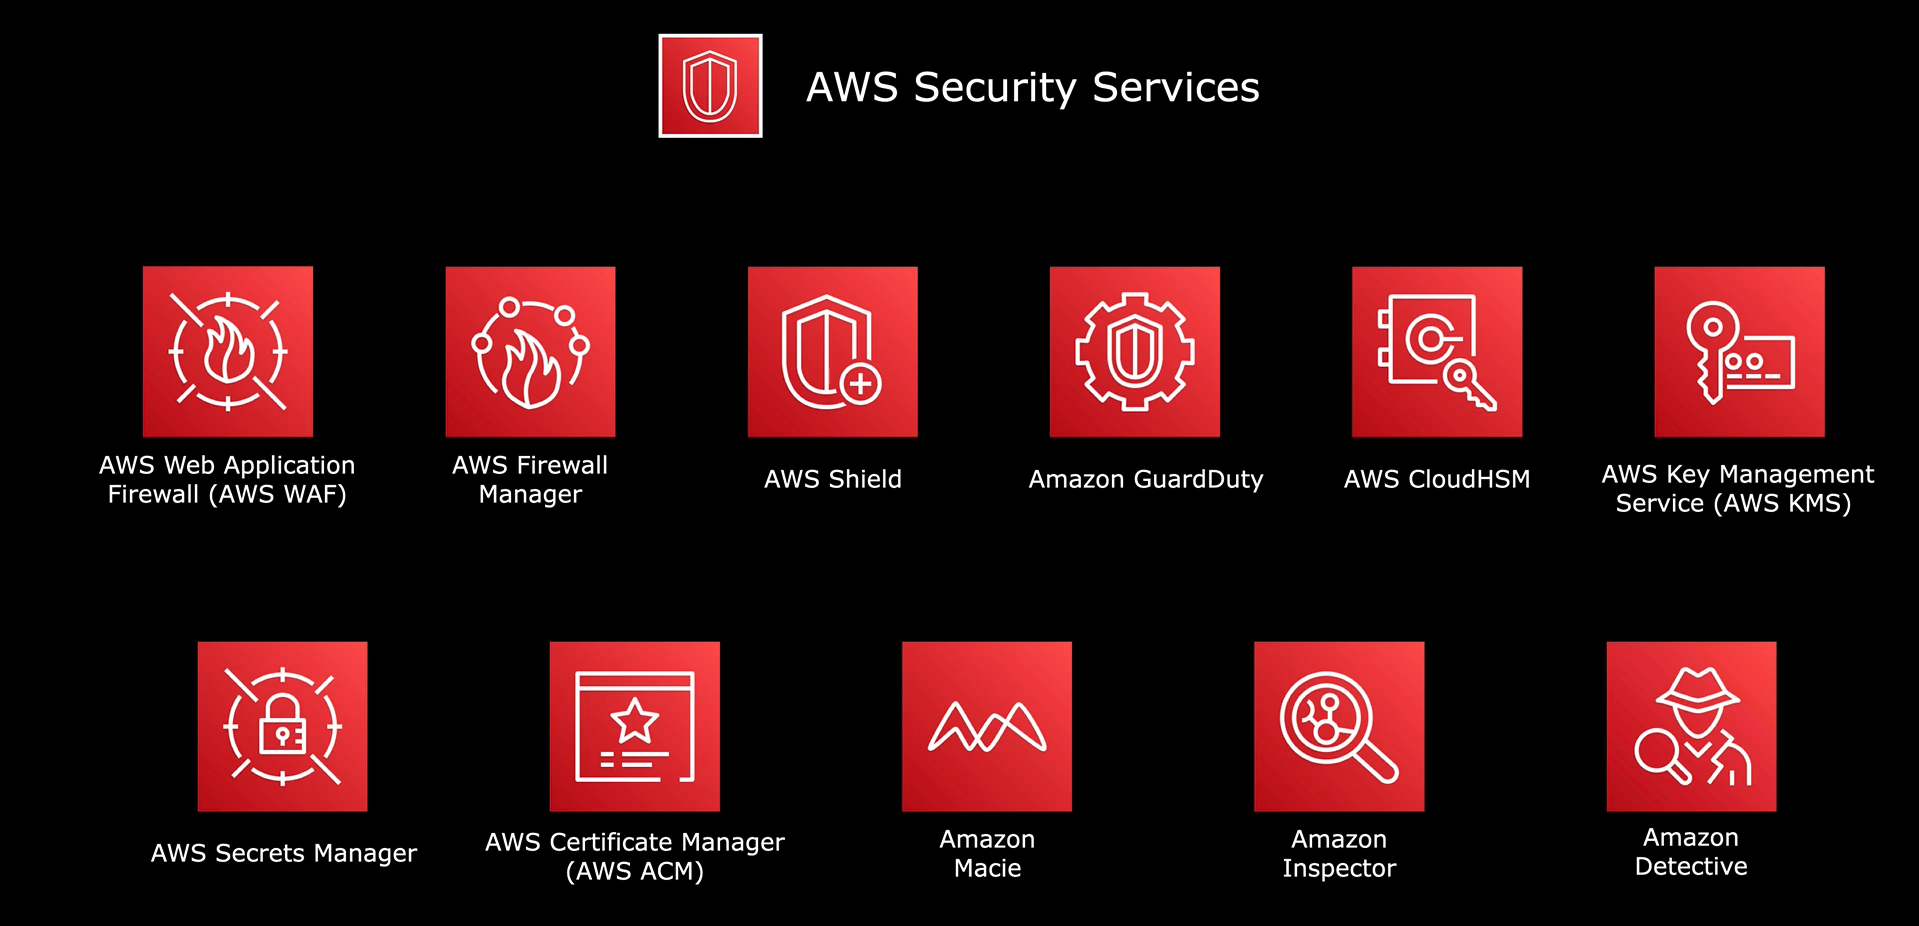 AWS Security Services
AWS Web Application
Firewall (AWS WAF)
AWS Firewall
Manager
AWS Shield
Amazon GuardDuty
AWS CloudHSM
AWS Key Management
Service (AWS KMS)
AWS Secrets Manager
AWS Certificate Manager
(AWS ACM)
Amazon
Macie
Amazon
Inspector
Amazon
Detective